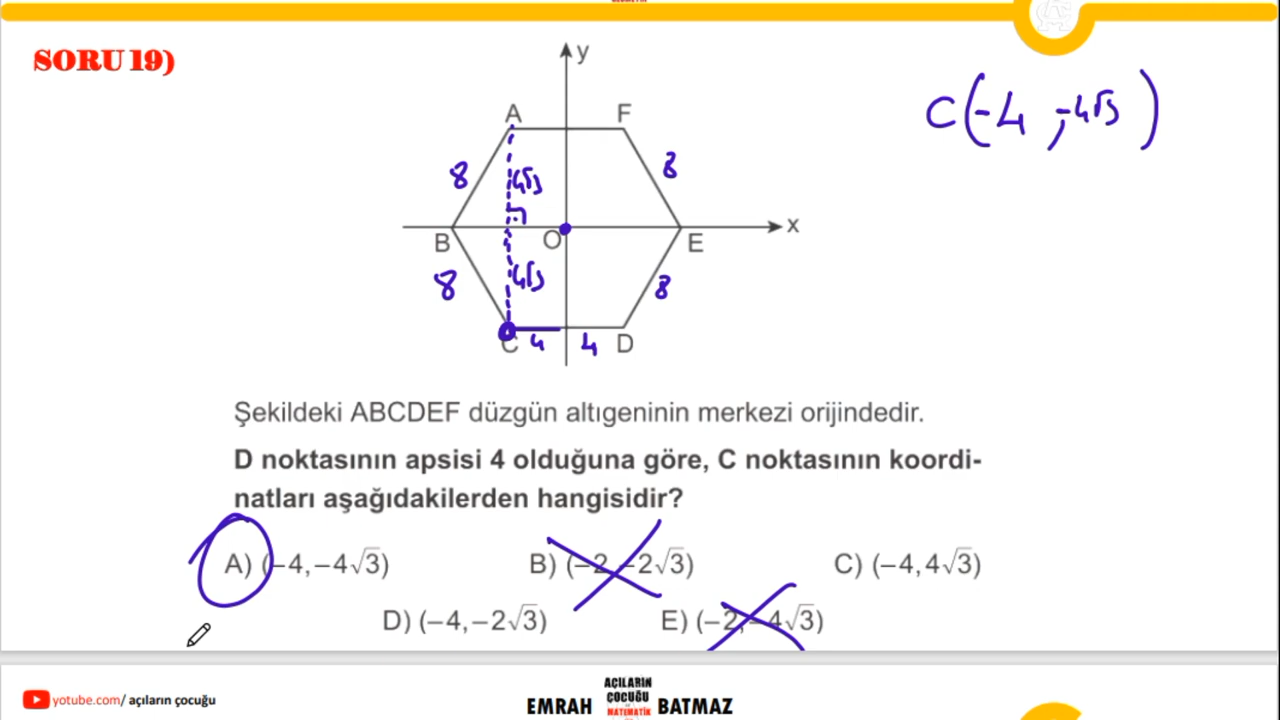 SORU 19)
C(-4 , -4√3)
y
A F
8 4√3 8
B O E x
8 4√3 8
C 4 4 D
Şekildeki ABCDEF düzgün altıgeninin merkezi orijindedir.
D noktasının apsisi 4 olduğuna göre, C noktasının koordi-
natları aşağıdakilerden hangisidir?
A) (−4,−4√3) B) (−2,−2√3) C) (−4,4√3)
D) (−4,−2√3) E) (−2,−4√3)
yotube.com/ açıların çocuğu
EMRAH AÇILARIN ÇOCUĞU MATEMATİK BATMAZ